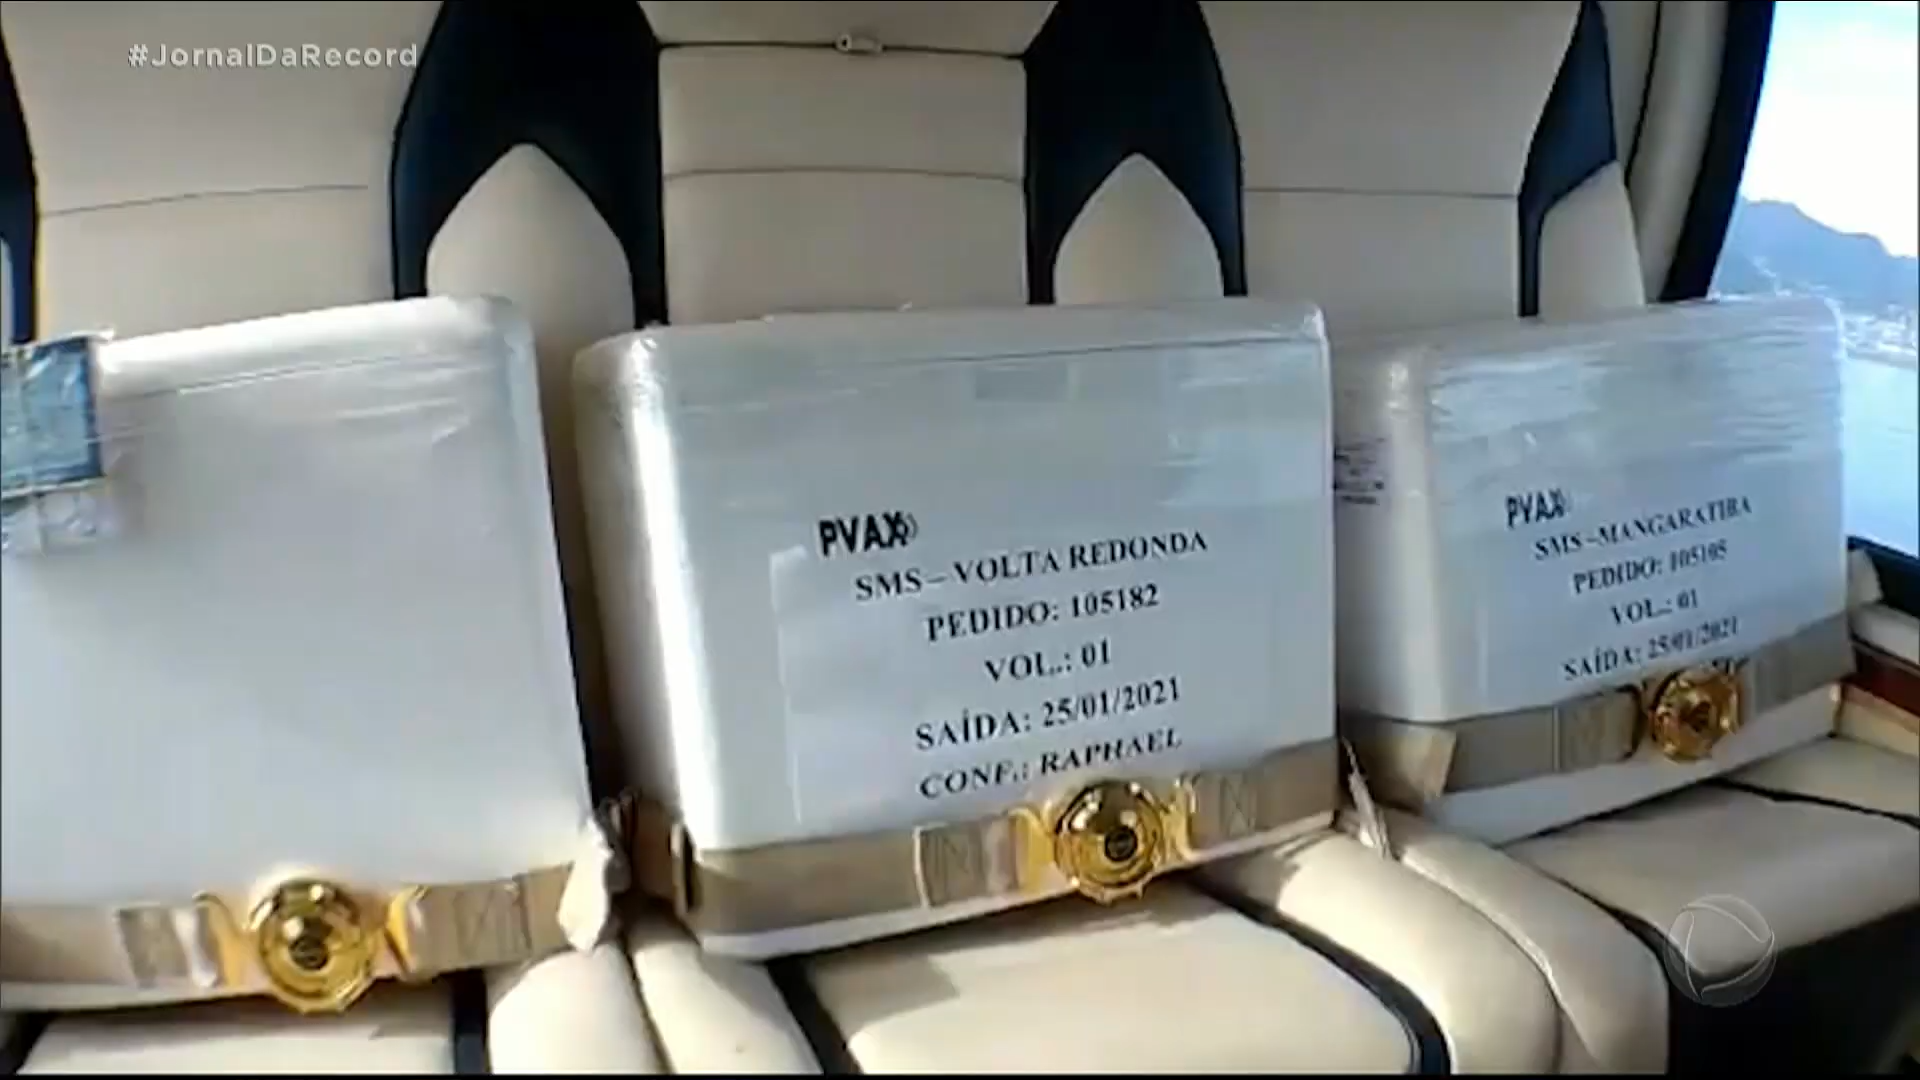 #JornalDaRecord
PVAX
SMS – VOLTA REDONDA
PEDIDO: 105182
VOL.: 01
SAÍDA: 25/01/2021
CONF.: RAPHAEL
PVAX
SMS –MANGARATIBA
PEDIDO: 105105
VOL.: 01
SAÍDA: 25/01/2021